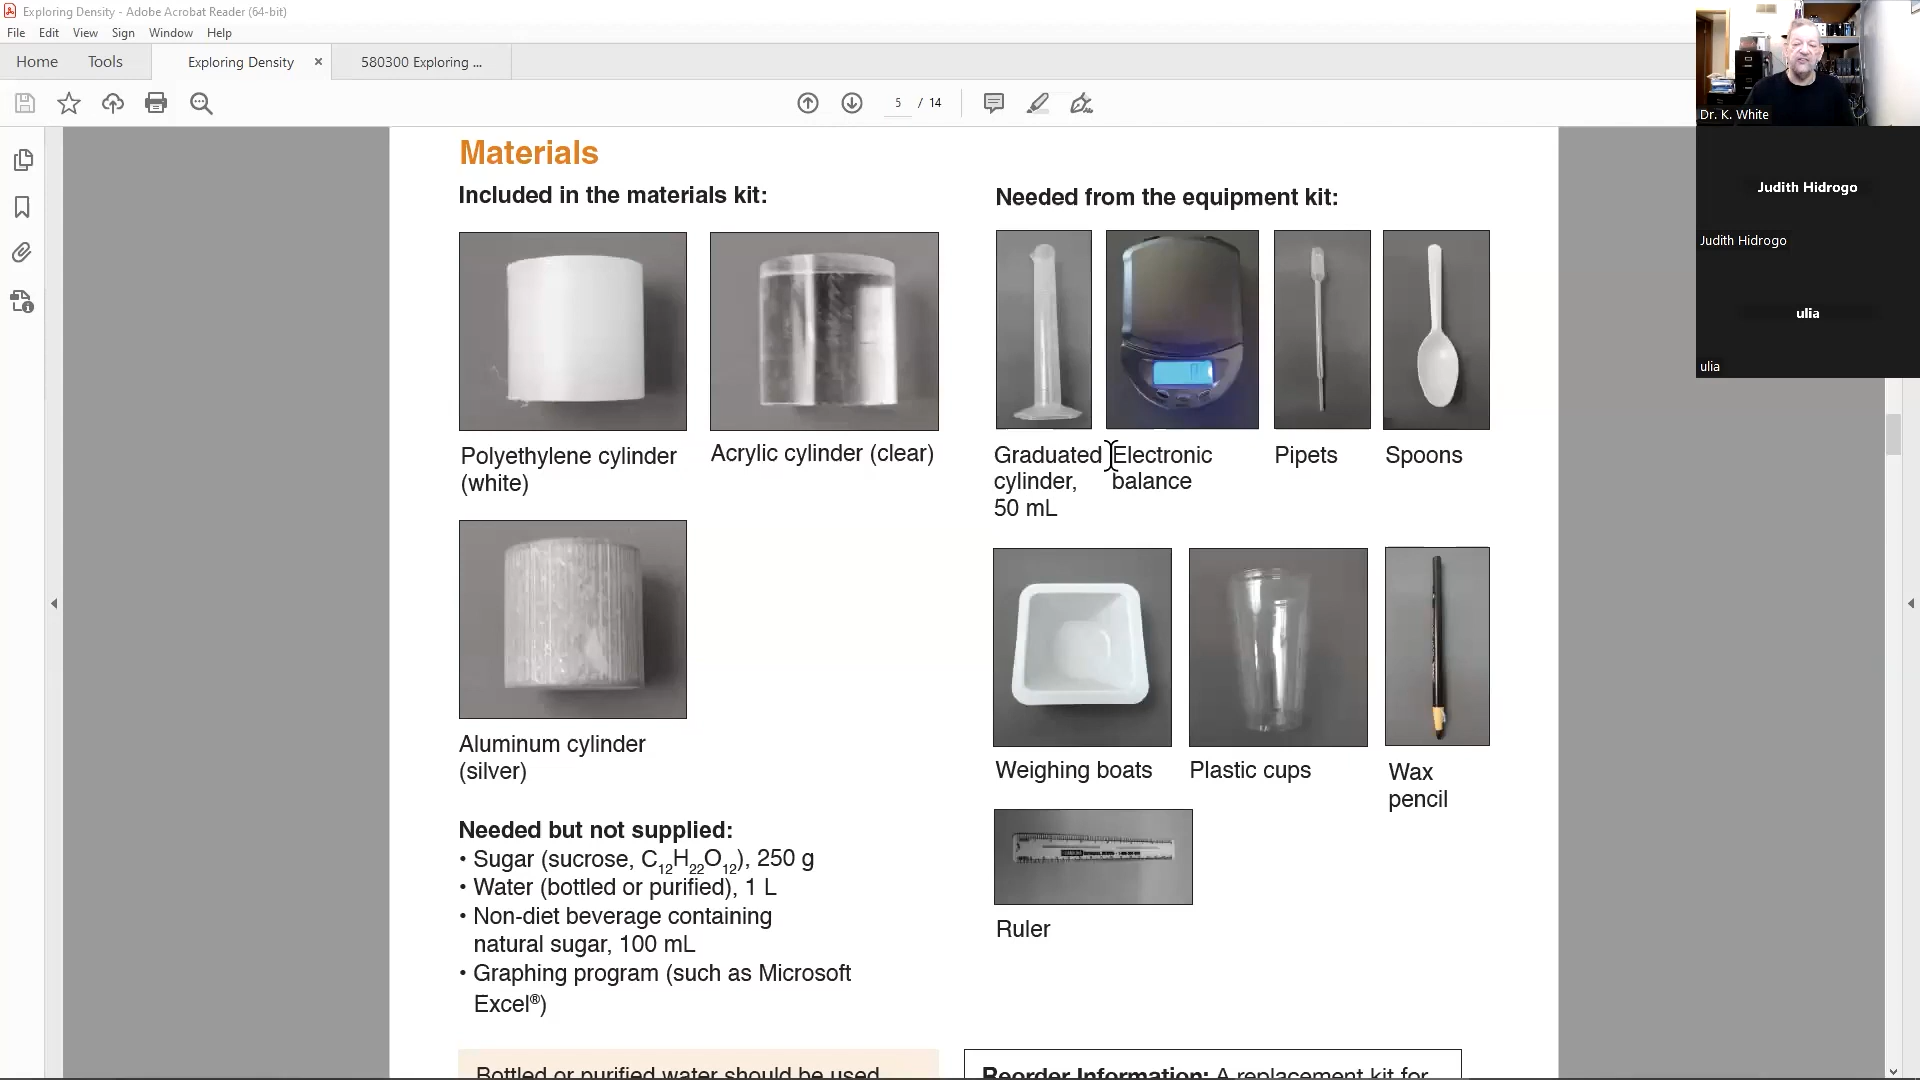 Exploring Density - Adobe Acrobat Reader (64-bit)
File Edit View Sign Window Help
Home Tools Exploring Density × 580300 Exploring ...
5 / 14
Materials
Included in the materials kit:
Polyethylene cylinder
(white)
Acrylic cylinder (clear)
Aluminum cylinder
(silver)
Needed but not supplied:
• Sugar (sucrose, C12H22O12), 250 g
• Water (bottled or purified), 1 L
• Non-diet beverage containing
natural sugar, 100 mL
• Graphing program (such as Microsoft
Excel®)
Bottled or purified water should be used
Needed from the equipment kit:
Graduated
cylinder,
50 mL
Electronic
balance
Pipets
Spoons
Weighing boats
Plastic cups
Wax
pencil
Ruler
Reorder Information: A replacement kit for
Dr. K. White
Judith Hidrogo
Judith Hidrogo
ulia
ulia